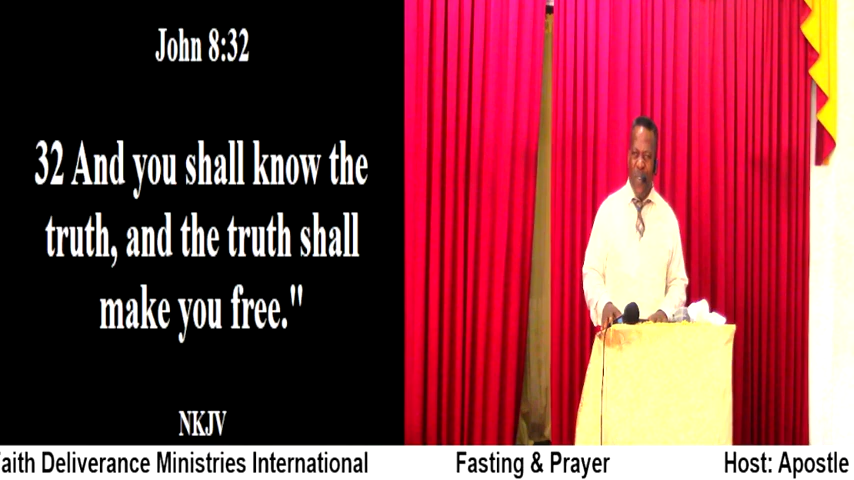 John 8:32
32 And you shall know the
truth, and the truth shall
make you free."
NKJV
aith Deliverance Ministries International Fasting & Prayer Host: Apostle